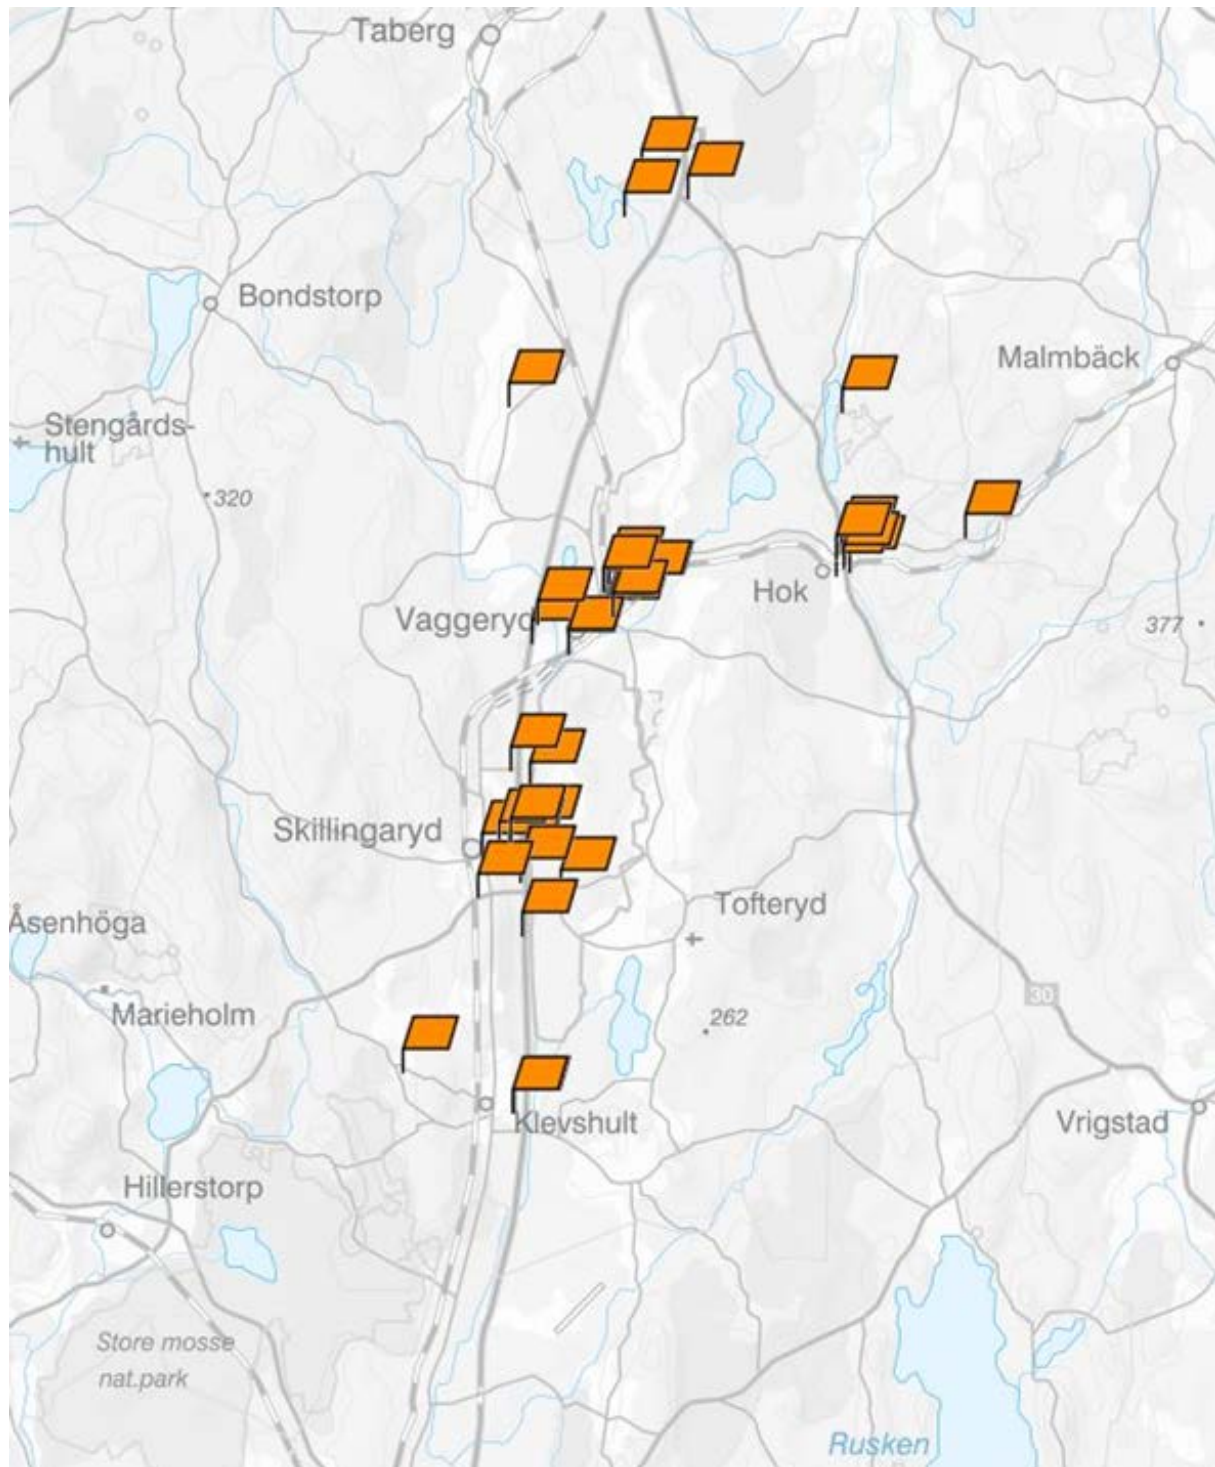 Taberg
Bondstorp
Malmbäck
Stengårds-
hult
320
Hok
Vaggeryd
377
Skillingaryd
Tofteryd
Åsenhöga
30
Marieholm
262
Klevshult
Vrigstad
Hillerstorp
Store mosse
nat.park
Rusken